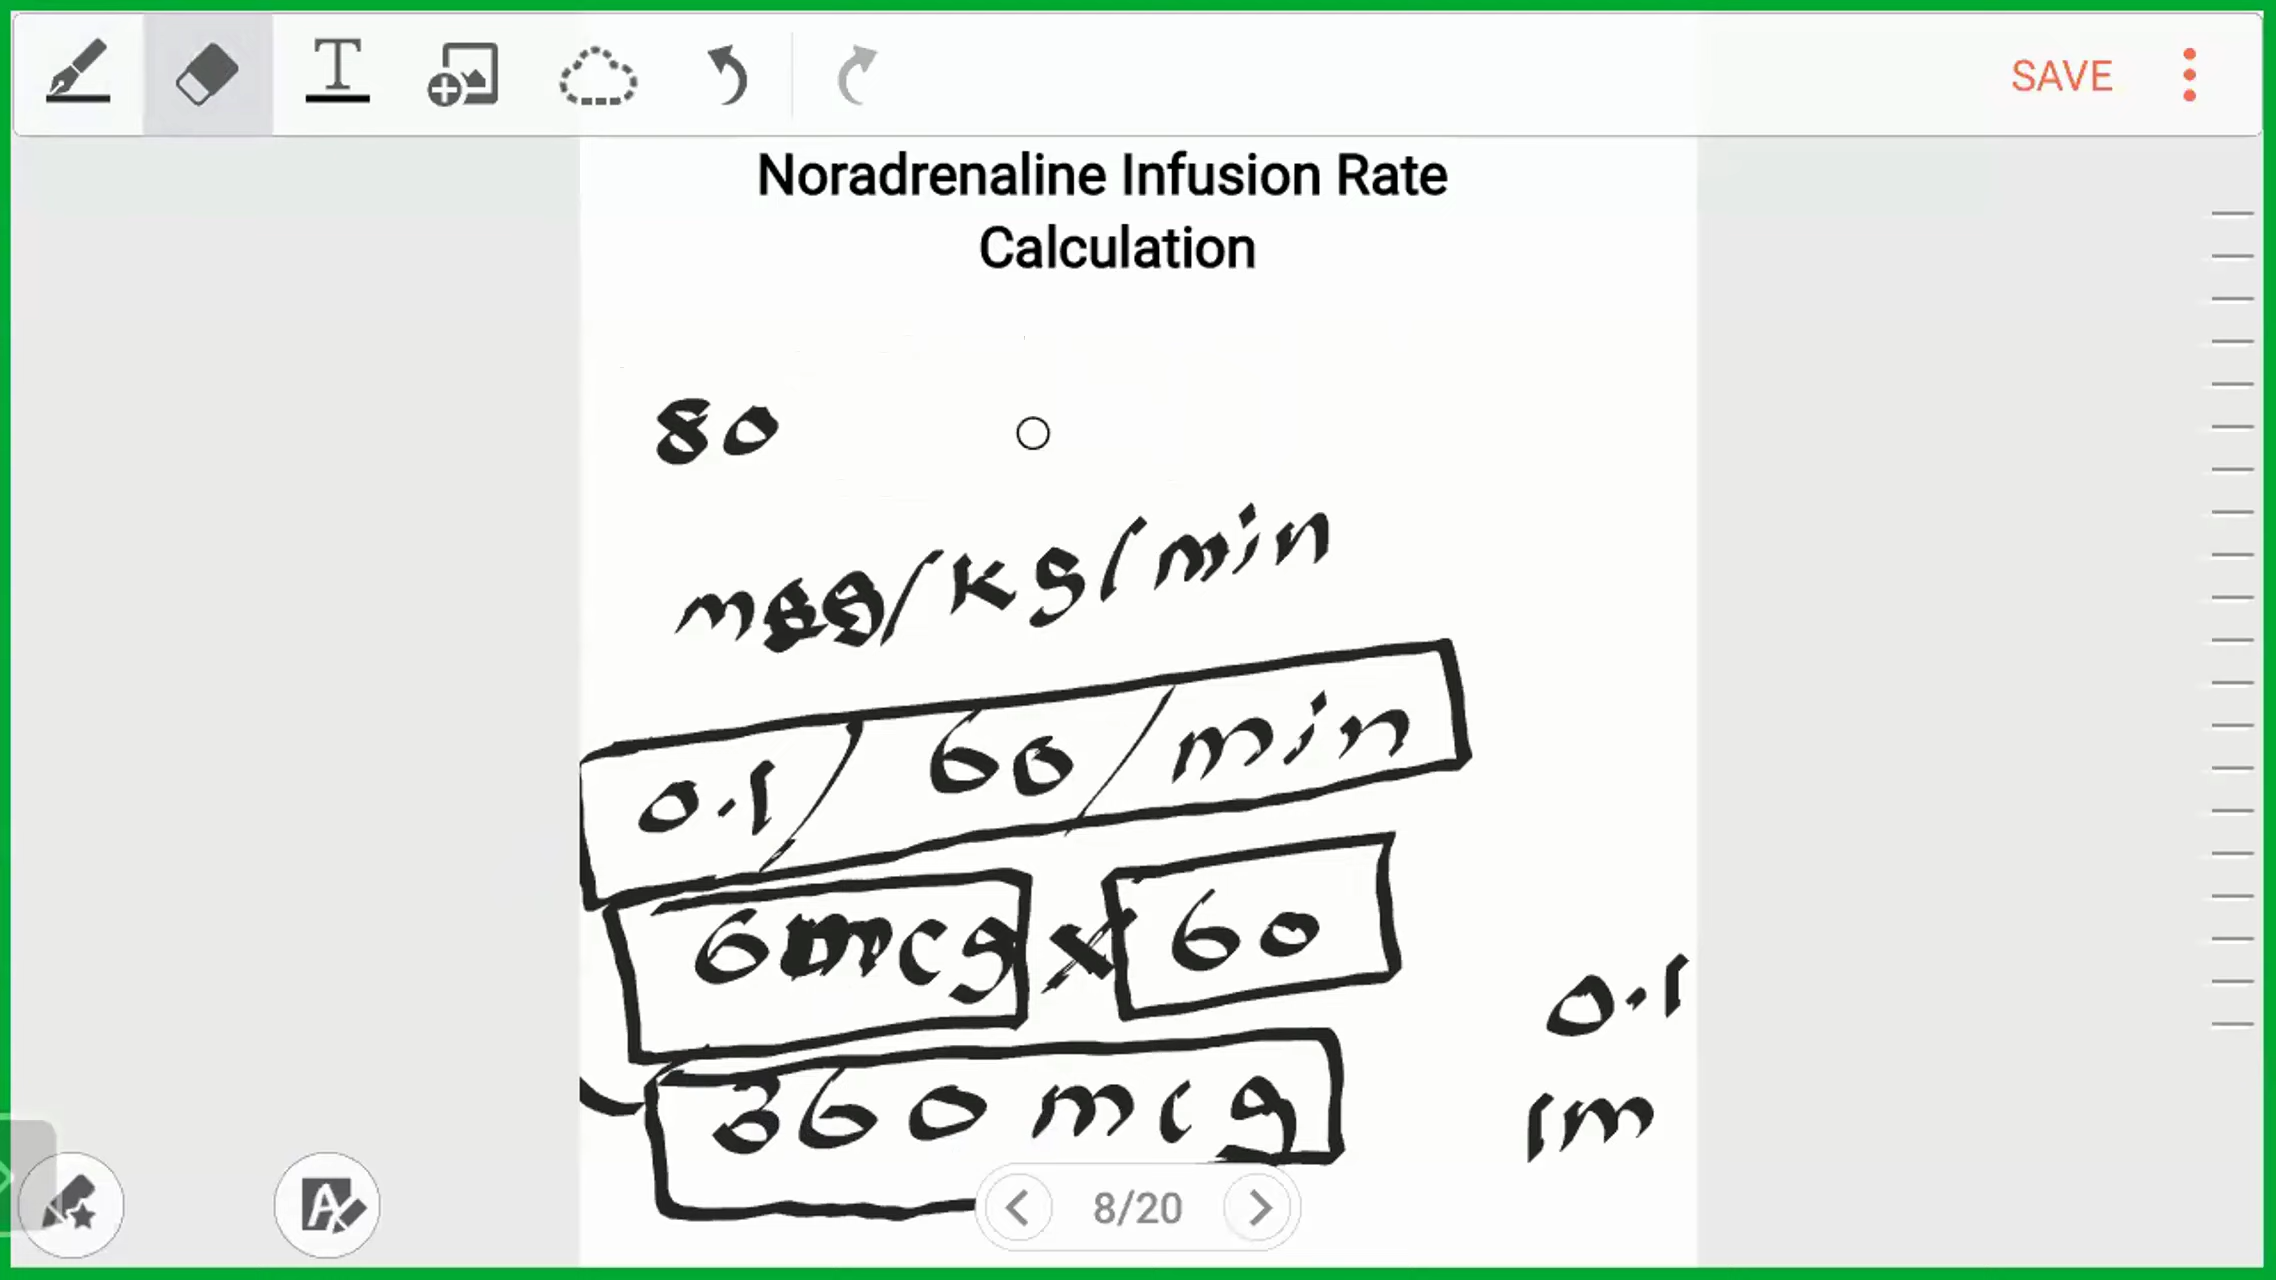 T SAVE
Noradrenaline Infusion Rate
Calculation
80
/kg/min
0.1/60/min
6mcg x 60
0.1
360 mcg
1m
8/20
A